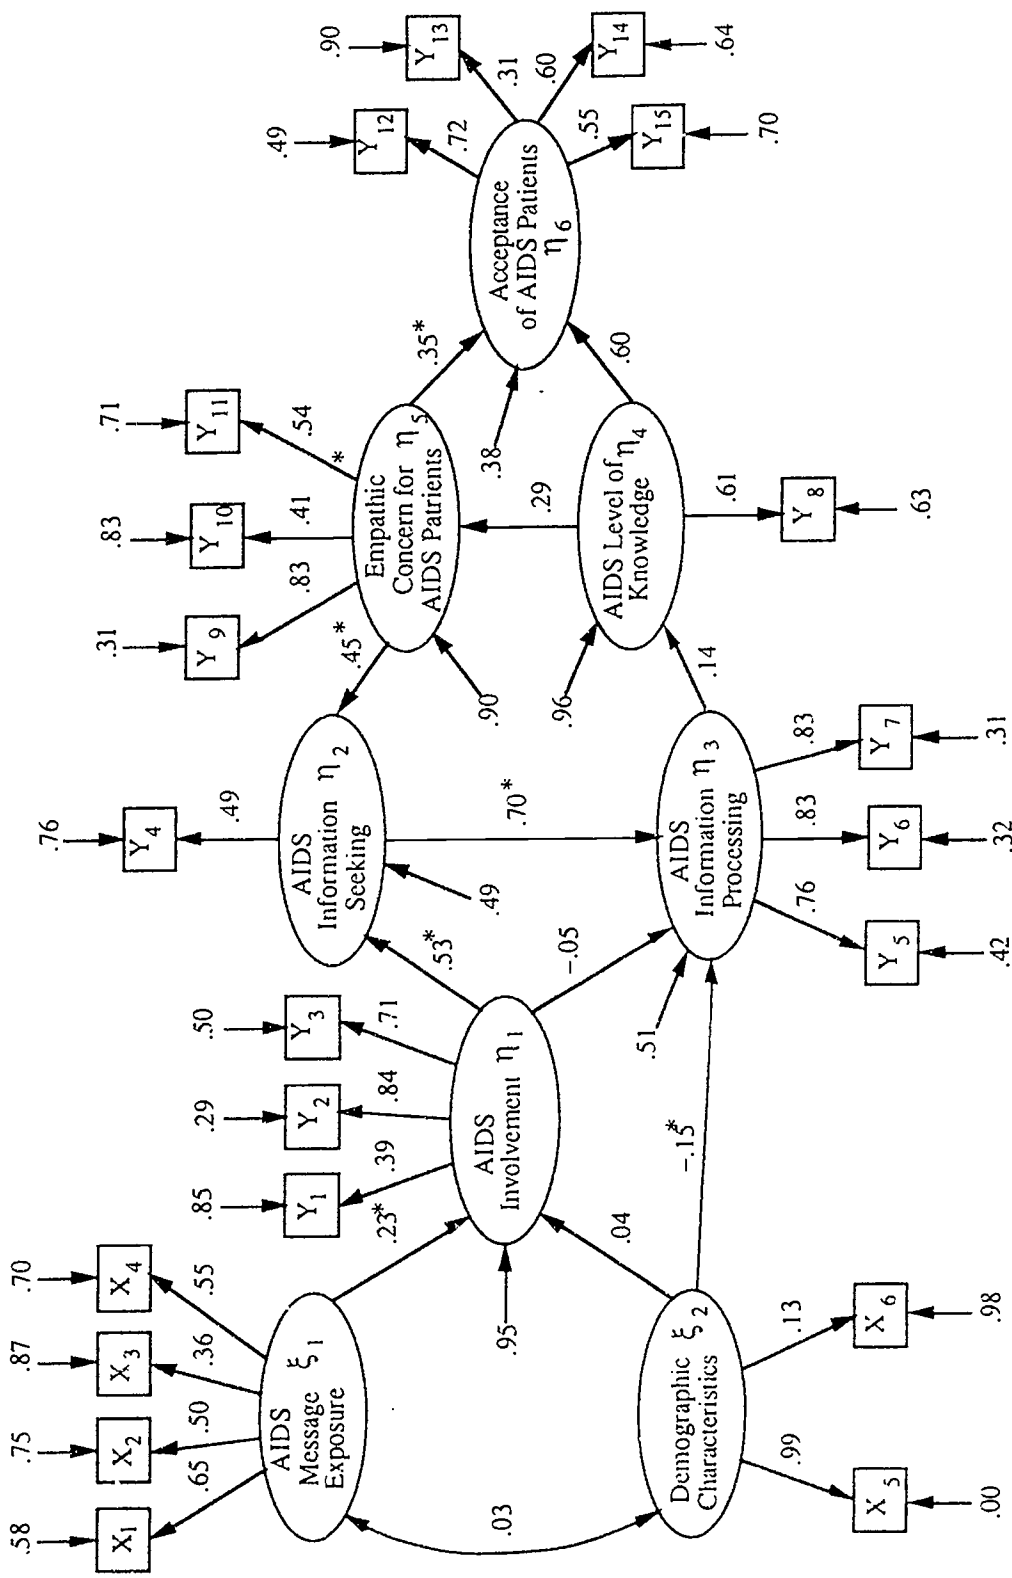 .58
.75
.87
.70
X1
X2
X3
X4
.65
.50
.36
.55
AIDS
Message ξ1
Exposure
.03
Demographic ξ2
Characteristics
.99
.13
X5
X6
.00
.98
.23*
.04
-.15*
.95
.85
.29
.50
Y1
Y2
Y3
.39
.84
.71
AIDS
Involvement η1
.53*
-.05
.76
Y4
.49
AIDS
Information η2
Seeking
.49
.70*
.51
AIDS
Information η3
Processing
.76
.83
.83
Y5
Y6
Y7
.42
.32
.31
.45*
.14
.31
.83
.71
Y9
Y10
Y11
.83
.41
.54
*
Empathic
Concern for η5
AIDS Patrients
.90
.29
.96
AIDS Level of η4
Knowledge
.61
Y8
.63
.35*
.60
.38
Acceptance
of AIDS Patients
η6
.49
.90
Y12
Y13
.72
.31
.60
.55
Y14
Y15
.64
.70